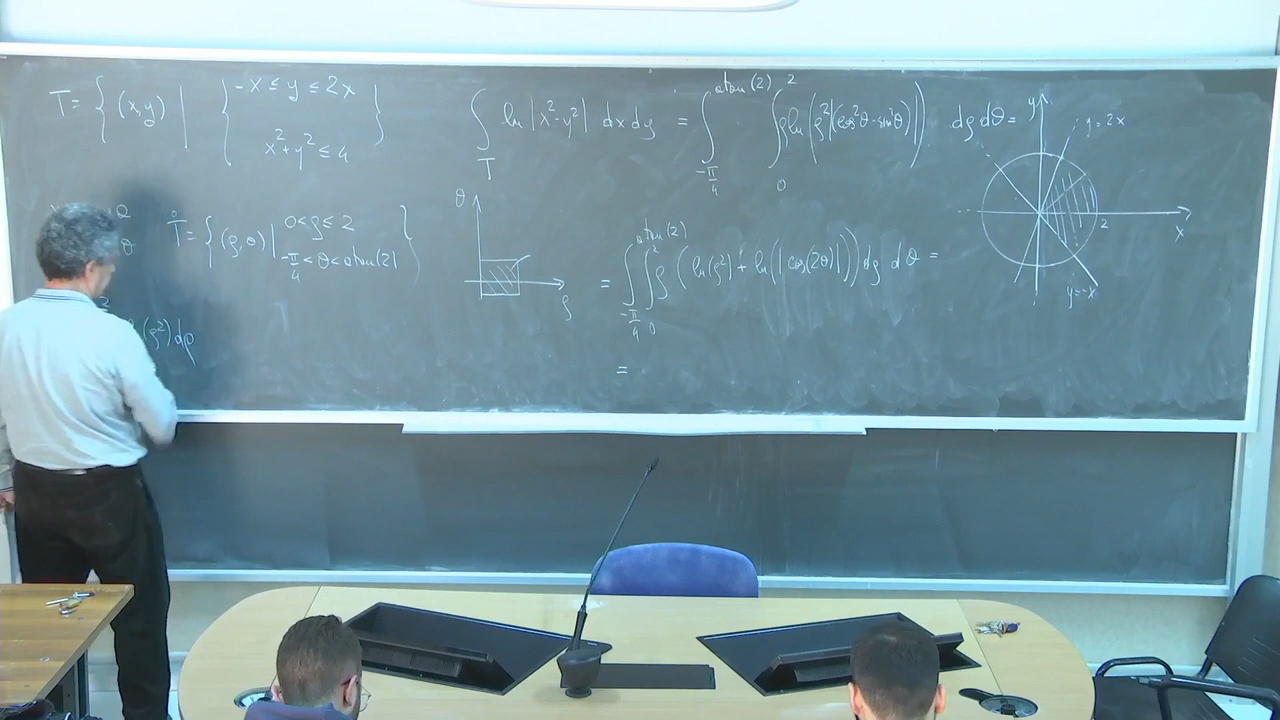 T = { (x,y) | { -x ≤ y ≤ 2x
x²+y² ≤ 4 }
∫_T ln|x²-y²| dxdy = ∫_{-π/4}^{atan(2)} ∫_0^2 ρ ln(ρ²|(cos²θ-sin²θ)|) dρ dθ =
y
y=2x
2
x
y=-x
T̊ = { (ρ,θ) | 0<ρ≤2
-π/4<θ<atan(2) }
θ
ρ
= ∫_{-π/4}^{atan(2)} ∫_0^2 ρ (ln(ρ²) + ln(|cos(2θ)|)) dρ dθ =
(ρ²)dρ
=